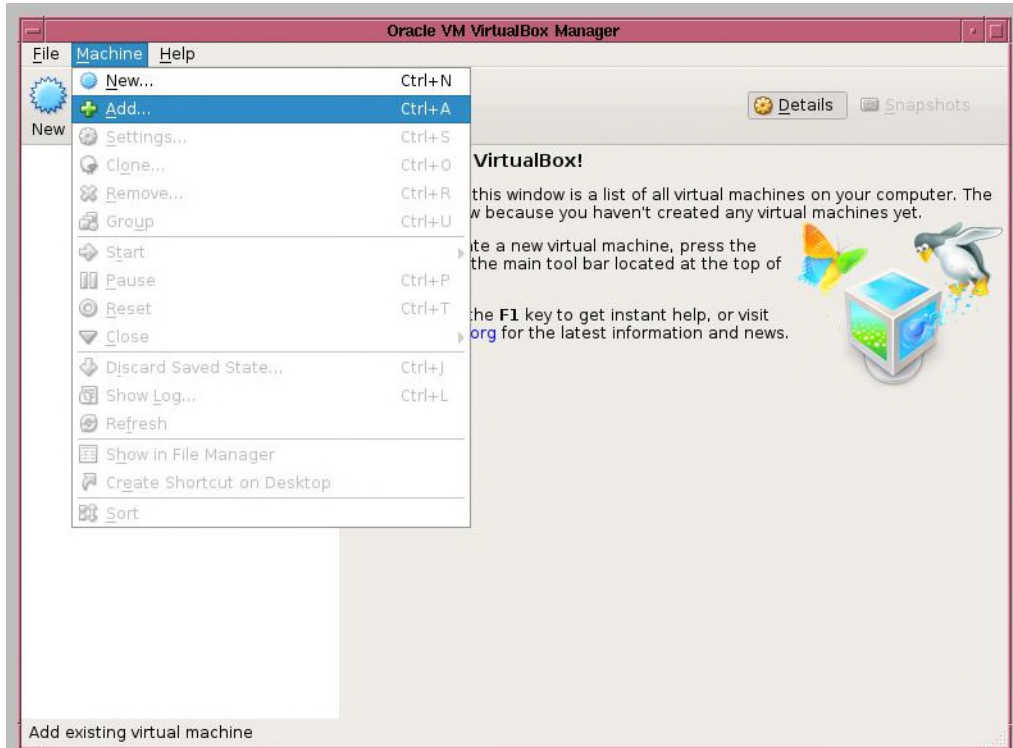 Oracle VM VirtualBox Manager
File Machine Help
New
New... Ctrl+N
Add... Ctrl+A
Settings... Ctrl+S
Clone... Ctrl+O
Remove... Ctrl+R
Group Ctrl+U
Start
Pause Ctrl+P
Reset Ctrl+T
Close
Discard Saved State... Ctrl+J
Show Log... Ctrl+L
Refresh
Show in File Manager
Create Shortcut on Desktop
Sort
Details Snapshots
VirtualBox!
this window is a list of all virtual machines on your computer. The
because you haven't created any virtual machines yet.
a new virtual machine, press the
the main tool bar located at the top of
the F1 key to get instant help, or visit
org for the latest information and news.
Add existing virtual machine